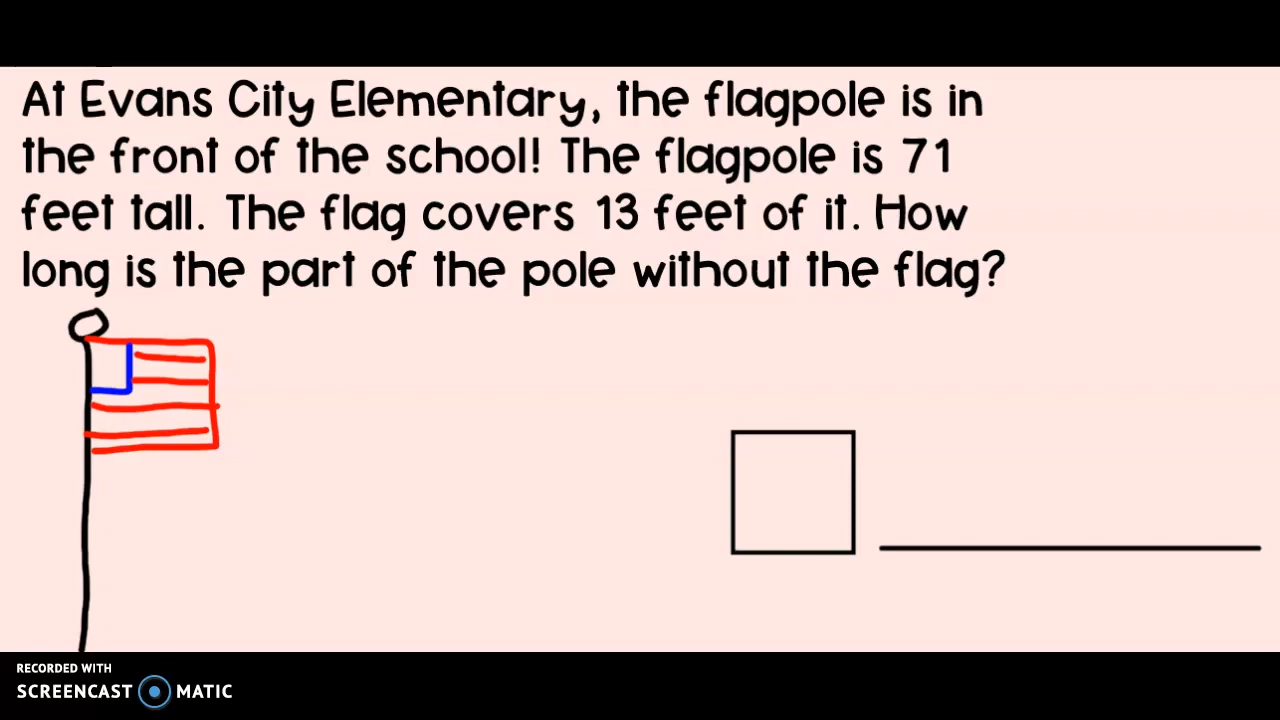 At Evans City Elementary, the flagpole is in
the front of the school! The flagpole is 71
feet tall. The flag covers 13 feet of it. How
long is the part of the pole without the flag?
RECORDED WITH
SCREENCAST MATIC